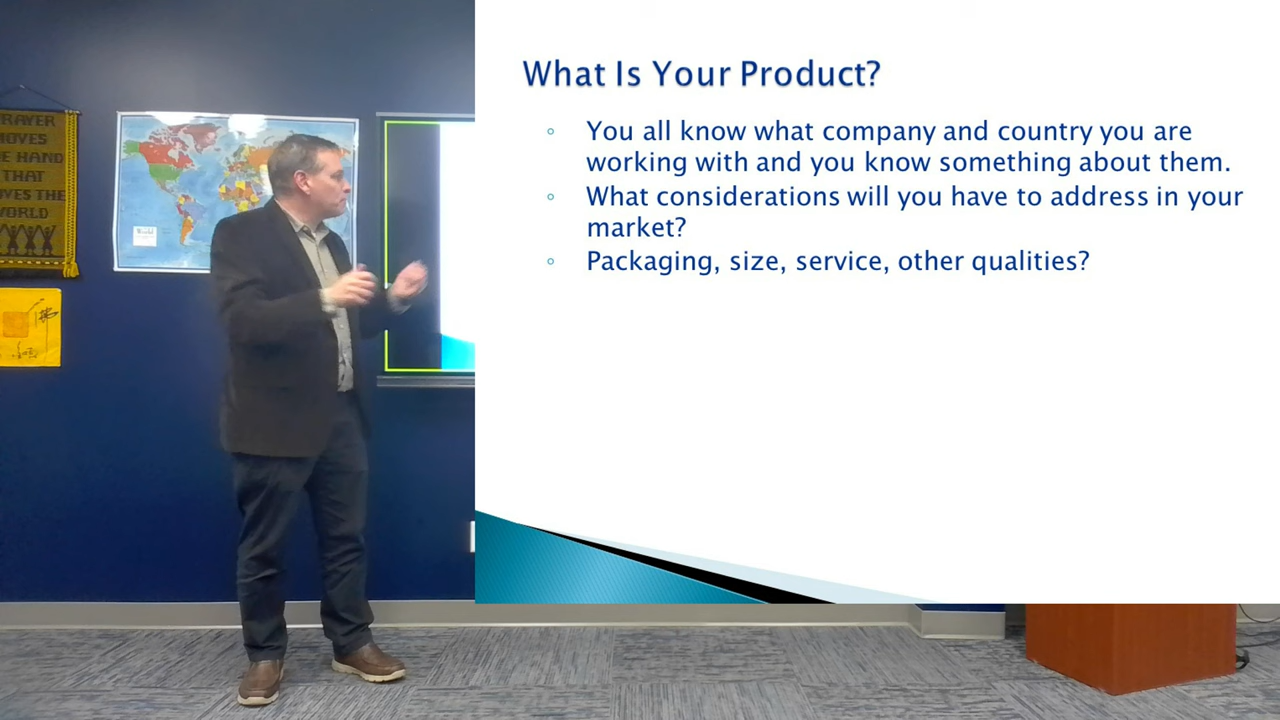 What Is Your Product?
You all know what company and country you are
working with and you know something about them.
What considerations will you have to address in your
market?
Packaging, size, service, other qualities?
RAYER
OVES
HAND
THAT
THE
ORLD